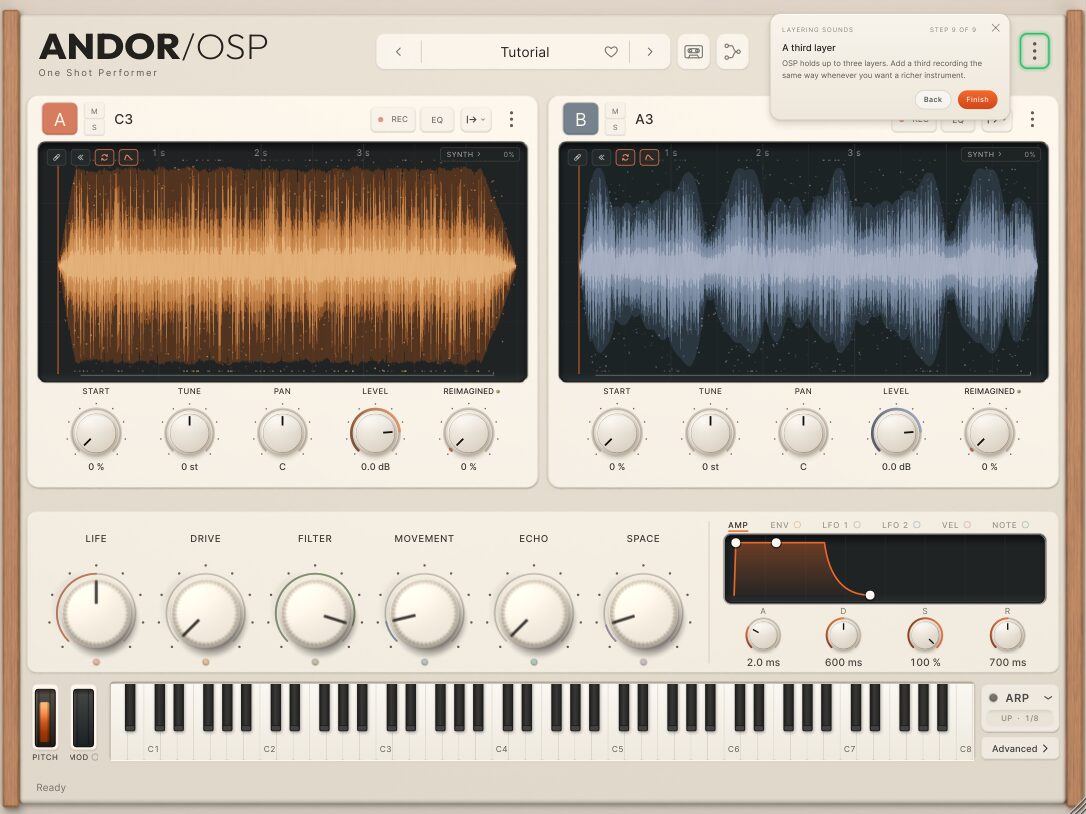 ANDOR/OSP
One Shot Performer
Tutorial
LAYERING SOUNDS
STEP 9 OF 9
A third layer
OSP holds up to three layers. Add a third recording the
same way whenever you want a richer instrument.
Back
Finish
A
M
S
C3
REC
EQ
1 s
2 s
3 s
SYNTH
0%
START
TUNE
PAN
LEVEL
REIMAGINED
0 %
0 st
C
0.0 dB
0 %
B
M
S
A3
REC
EQ
1 s
2 s
3 s
SYNTH
0%
START
TUNE
PAN
LEVEL
REIMAGINED
0 %
0 st
C
0.0 dB
0 %
LIFE
DRIVE
FILTER
MOVEMENT
ECHO
SPACE
AMP
ENV
LFO 1
LFO 2
VEL
NOTE
A
D
S
R
2.0 ms
600 ms
100 %
700 ms
PITCH
MOD
C1
C2
C3
C4
C5
C6
C7
C8
ARP
UP · 1/8
Advanced
Ready